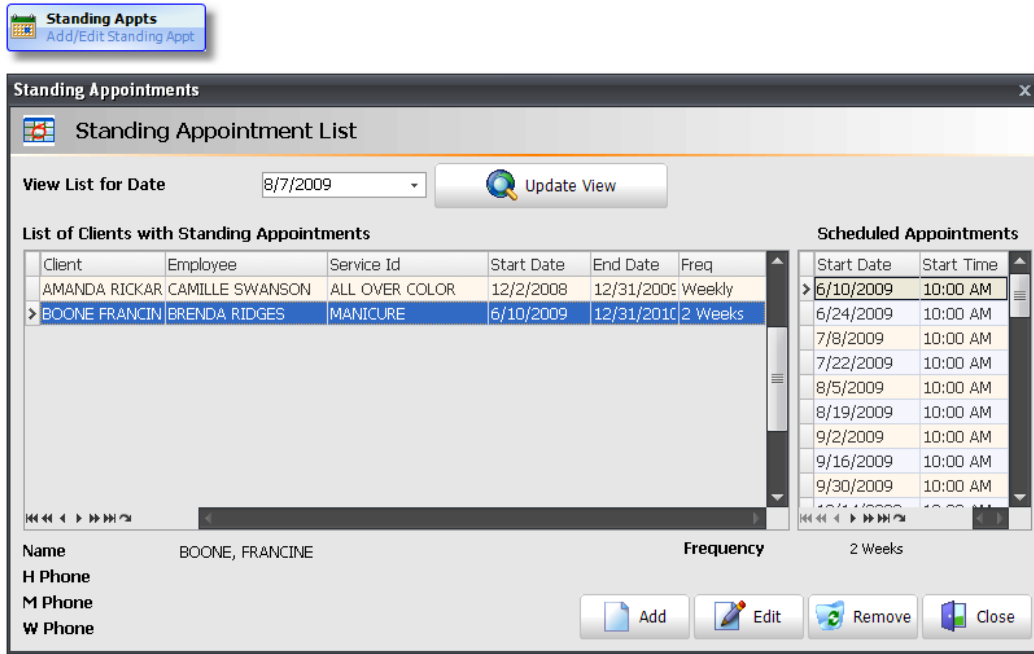 Standing Appts
Add/Edit Standing Appt
Standing Appointments x
Standing Appointment List
View List for Date 8/7/2009 Update View
List of Clients with Standing Appointments
Client Employee Service Id Start Date End Date Freq
AMANDA RICKAR CAMILLE SWANSON ALL OVER COLOR 12/2/2008 12/31/2009 Weekly
BOONE FRANCIN BRENDA RIDGES MANICURE 6/10/2009 12/31/2010 2 Weeks
Scheduled Appointments
Start Date Start Time
6/10/2009 10:00 AM
6/24/2009 10:00 AM
7/8/2009 10:00 AM
7/22/2009 10:00 AM
8/5/2009 10:00 AM
8/19/2009 10:00 AM
9/2/2009 10:00 AM
9/16/2009 10:00 AM
9/30/2009 10:00 AM
Name BOONE, FRANCINE Frequency 2 Weeks
H Phone
M Phone
W Phone
Add Edit Remove Close